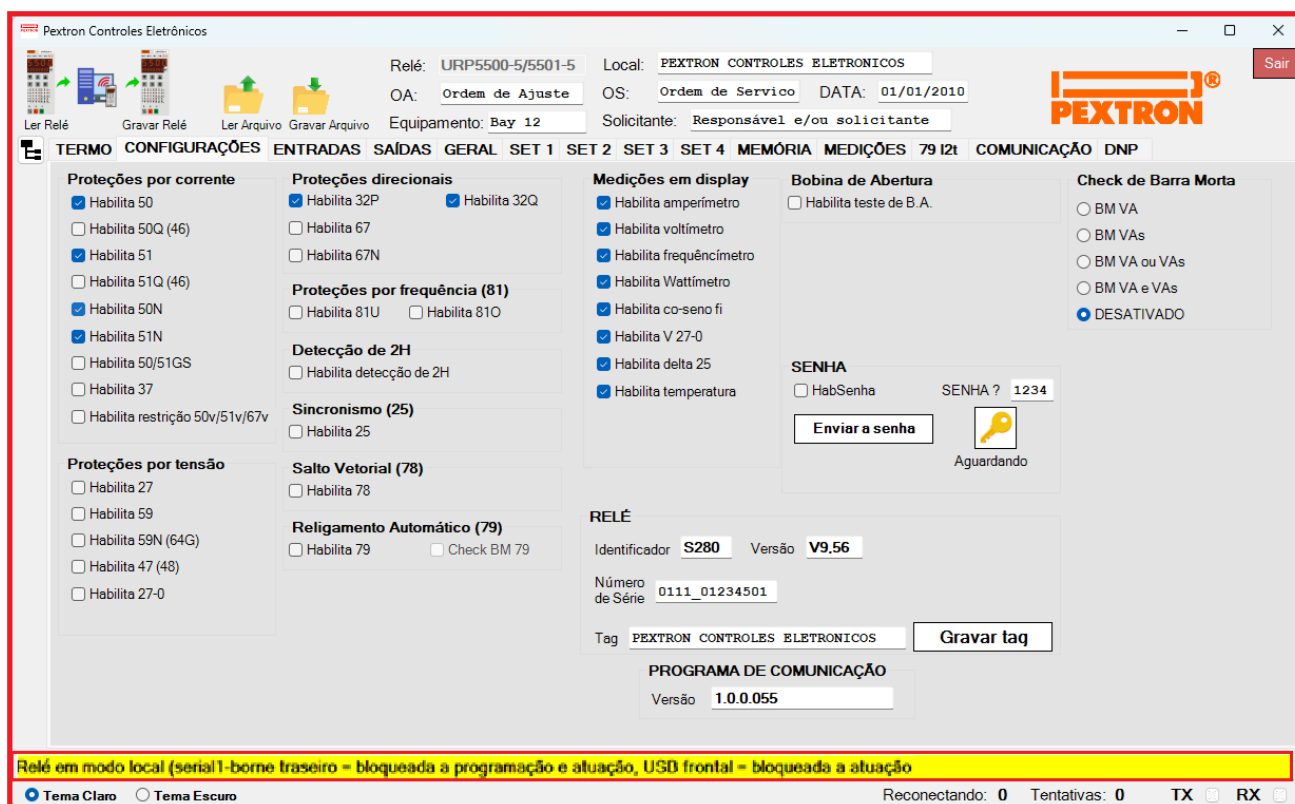 Pextron Controles Eletrônicos
Relé: URP5500-5/5501-5 Local: PEXTRON CONTROLES ELETRONICOS Sair
OA: Ordem de Ajuste OS: Ordem de Servico DATA: 01/01/2010
Ler Relé Gravar Relé Ler Arquivo Gravar Arquivo Equipamento: Bay 12 Solicitante: Responsável e/ou solicitante PEXTRON®
TERMO CONFIGURAÇÕES ENTRADAS SAÍDAS GERAL SET 1 SET 2 SET 3 SET 4 MEMÓRIA MEDIÇÕES 79 I2t COMUNICAÇÃO DNP
Proteções por corrente
Habilita 50
Habilita 50Q (46)
Habilita 51
Habilita 51Q (46)
Habilita 50N
Habilita 51N
Habilita 50/51GS
Habilita 37
Habilita restrição 50v/51v/67v
Proteções por tensão
Habilita 27
Habilita 59
Habilita 59N (64G)
Habilita 47 (48)
Habilita 27-0
Proteções direcionais
Habilita 32P Habilita 32Q
Habilita 67
Habilita 67N
Proteções por frequência (81)
Habilita 81U Habilita 81O
Detecção de 2H
Habilita detecção de 2H
Sincronismo (25)
Habilita 25
Salto Vetorial (78)
Habilita 78
Religamento Automático (79)
Habilita 79 Check BM 79
Medições em display
Habilita amperímetro
Habilita voltímetro
Habilita frequêncímetro
Habilita Wattímetro
Habilita co-seno fi
Habilita V 27-0
Habilita delta 25
Habilita temperatura
Bobina de Abertura
Habilita teste de B.A.
SENHA
HabSenha SENHA ? 1234
Enviar a senha
Aguardando
Check de Barra Morta
BM VA
BM VAs
BM VA ou VAs
BM VA e VAs
DESATIVADO
RELÉ
Identificador S280 Versão V9.56
Número
de Série 0111_01234501
Tag PEXTRON CONTROLES ELETRONICOS Gravar tag
PROGRAMA DE COMUNICAÇÃO
Versão 1.0.0.055
Relé em modo local (serial1-borne traseiro = bloqueada a programação e atuação, USB frontal = bloqueada a atuação
Tema Claro Tema Escuro Reconectando: 0 Tentativas: 0 TX RX